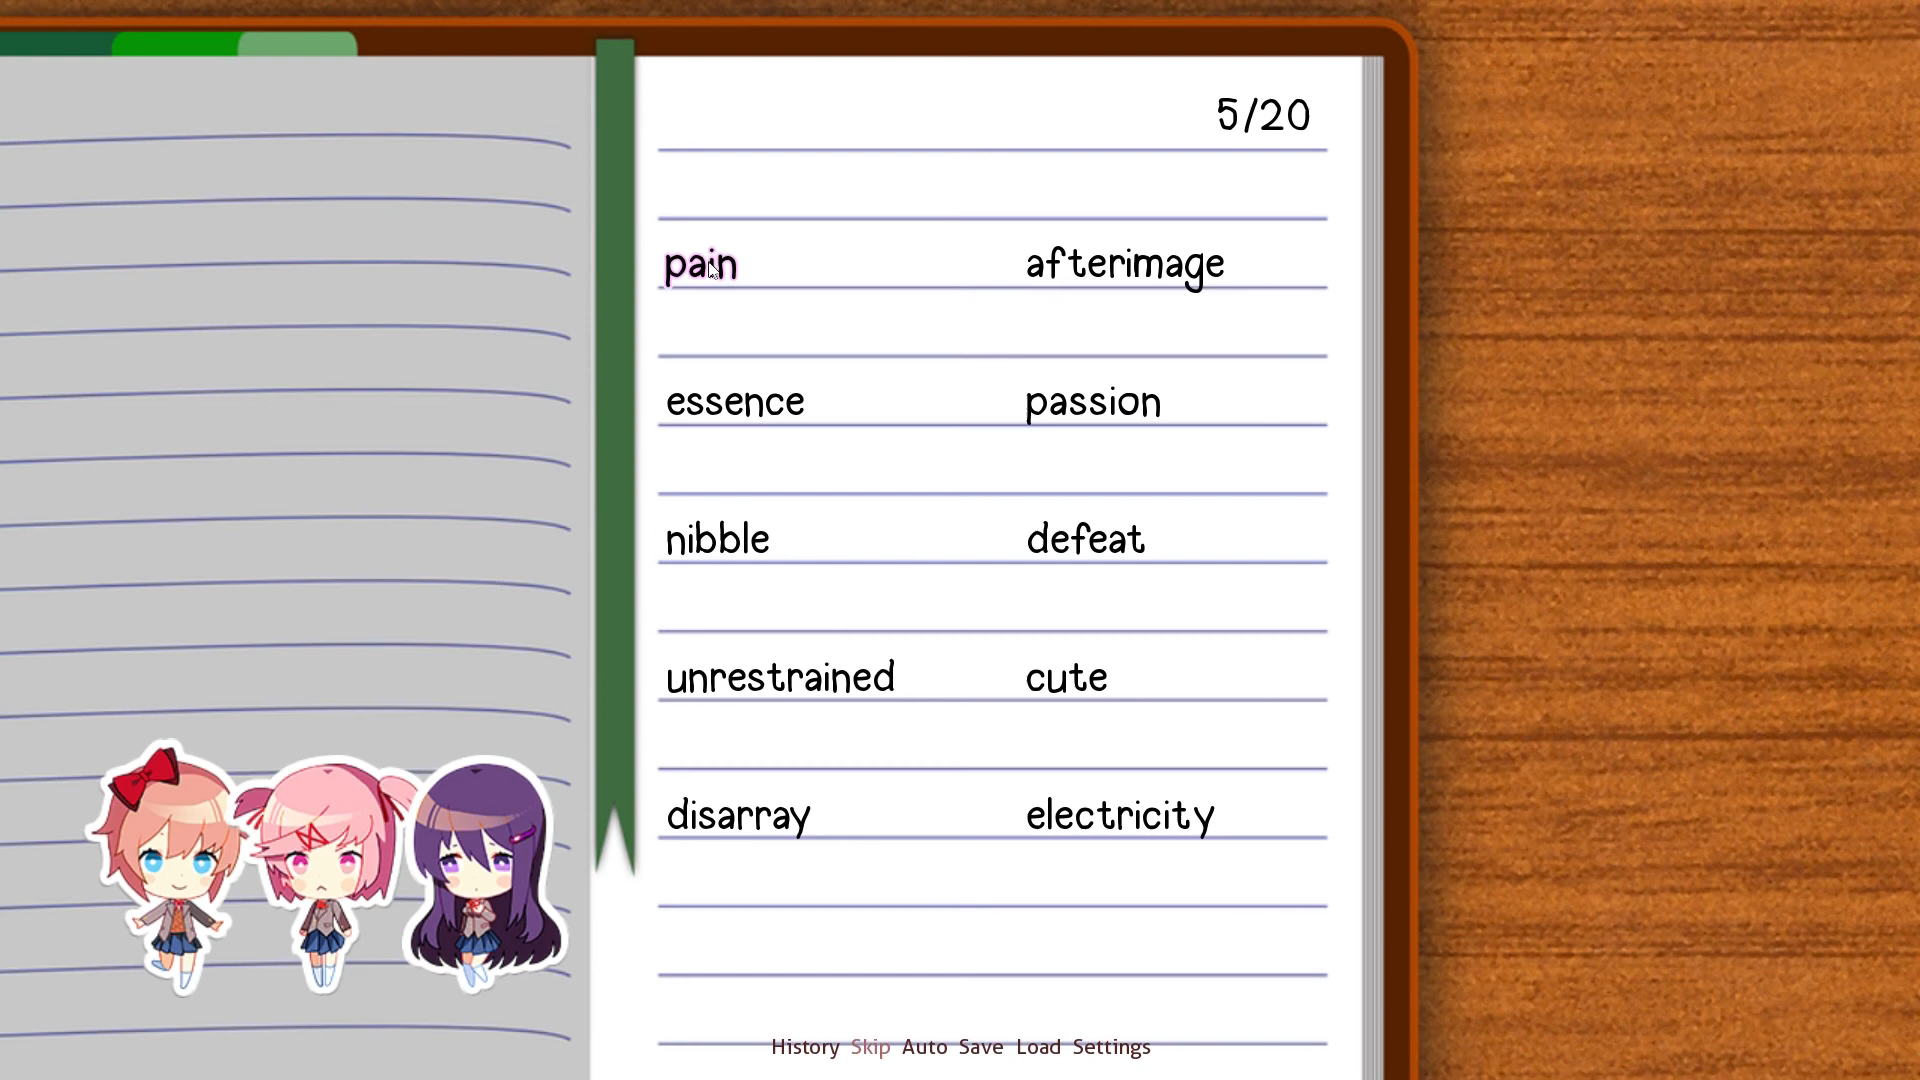 5/20
pain afterimage
essence passion
nibble defeat
unrestrained cute
disarray electricity
History Skip Auto Save Load Settings